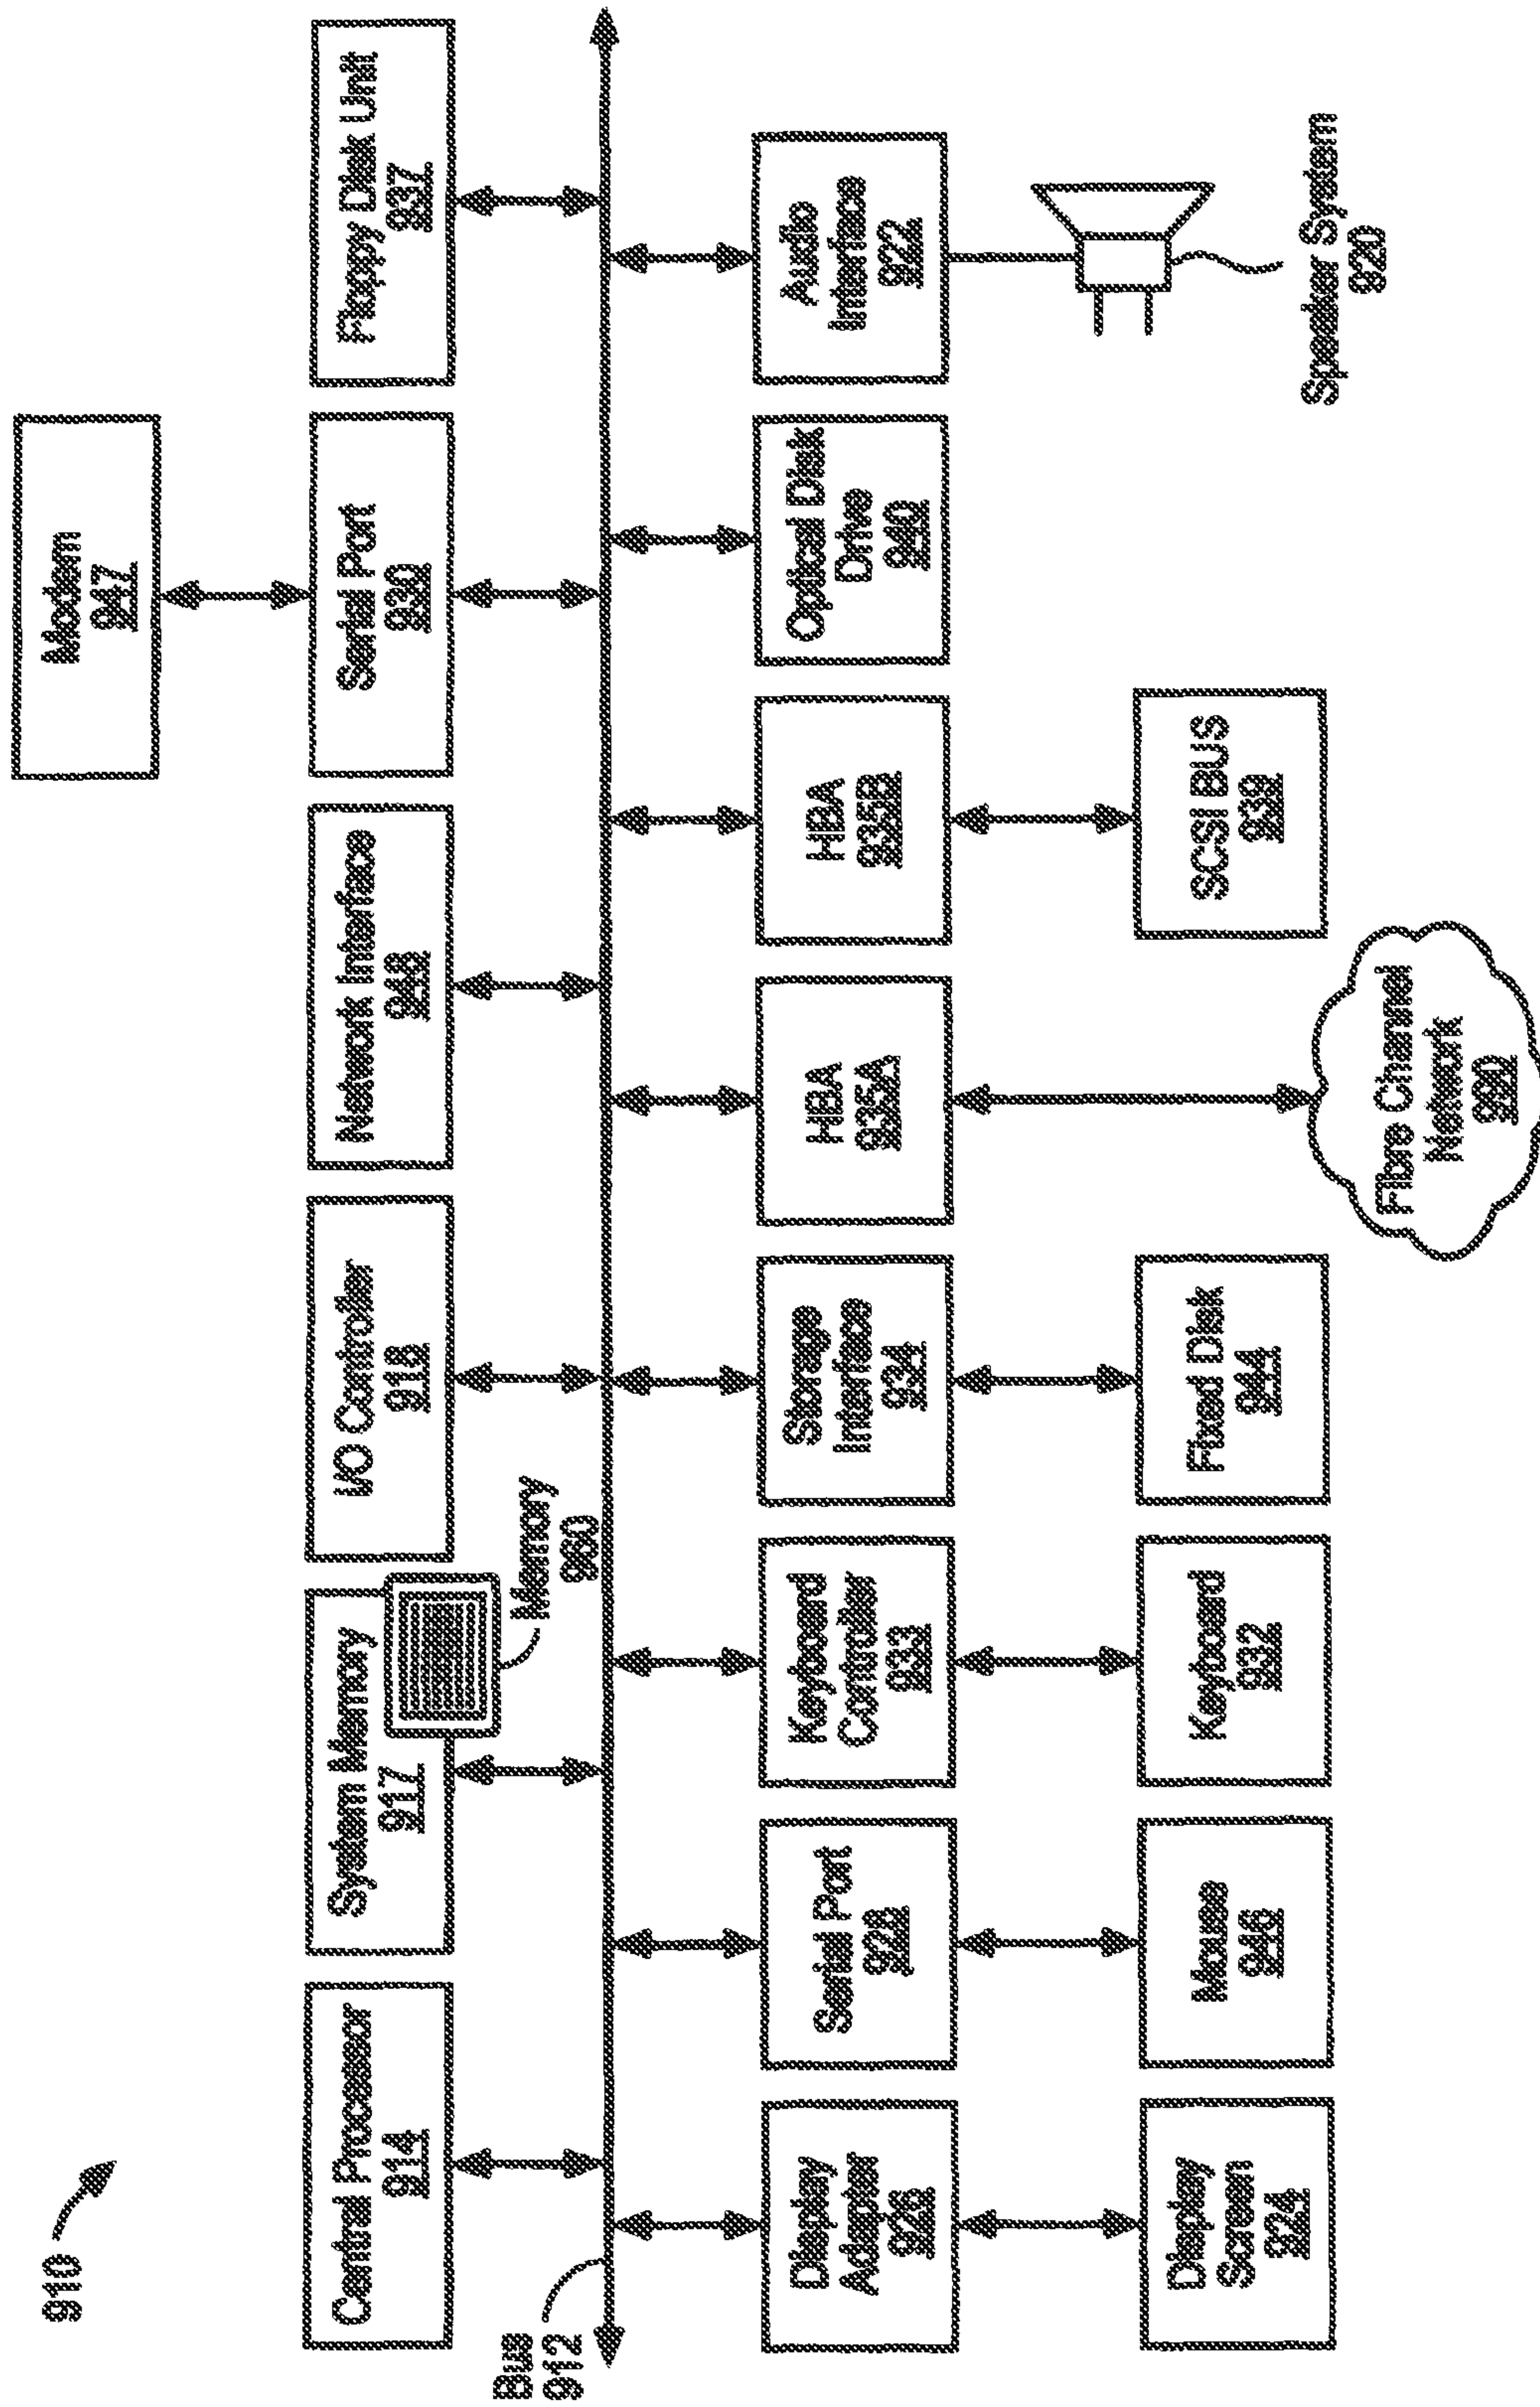 910
Modem
947
Central Processor
914
System Memory
917
I/O Controller
918
Network Interface
948
Serial Port
930
Floppy Disk Unit
937
Memory
960
Bus
912
Display
Adapter
926
Serial Port
928
Keyboard
Controller
933
Storage
Interface
934
HBA
935A
HBA
935B
Optical Disk
Drive
940
Audio
Interface
922
Display
Screen
924
Mouse
946
Keyboard
932
Fixed Disk
944
Fibre Channel
Network
990
SCSI BUS
939
Speaker System
920